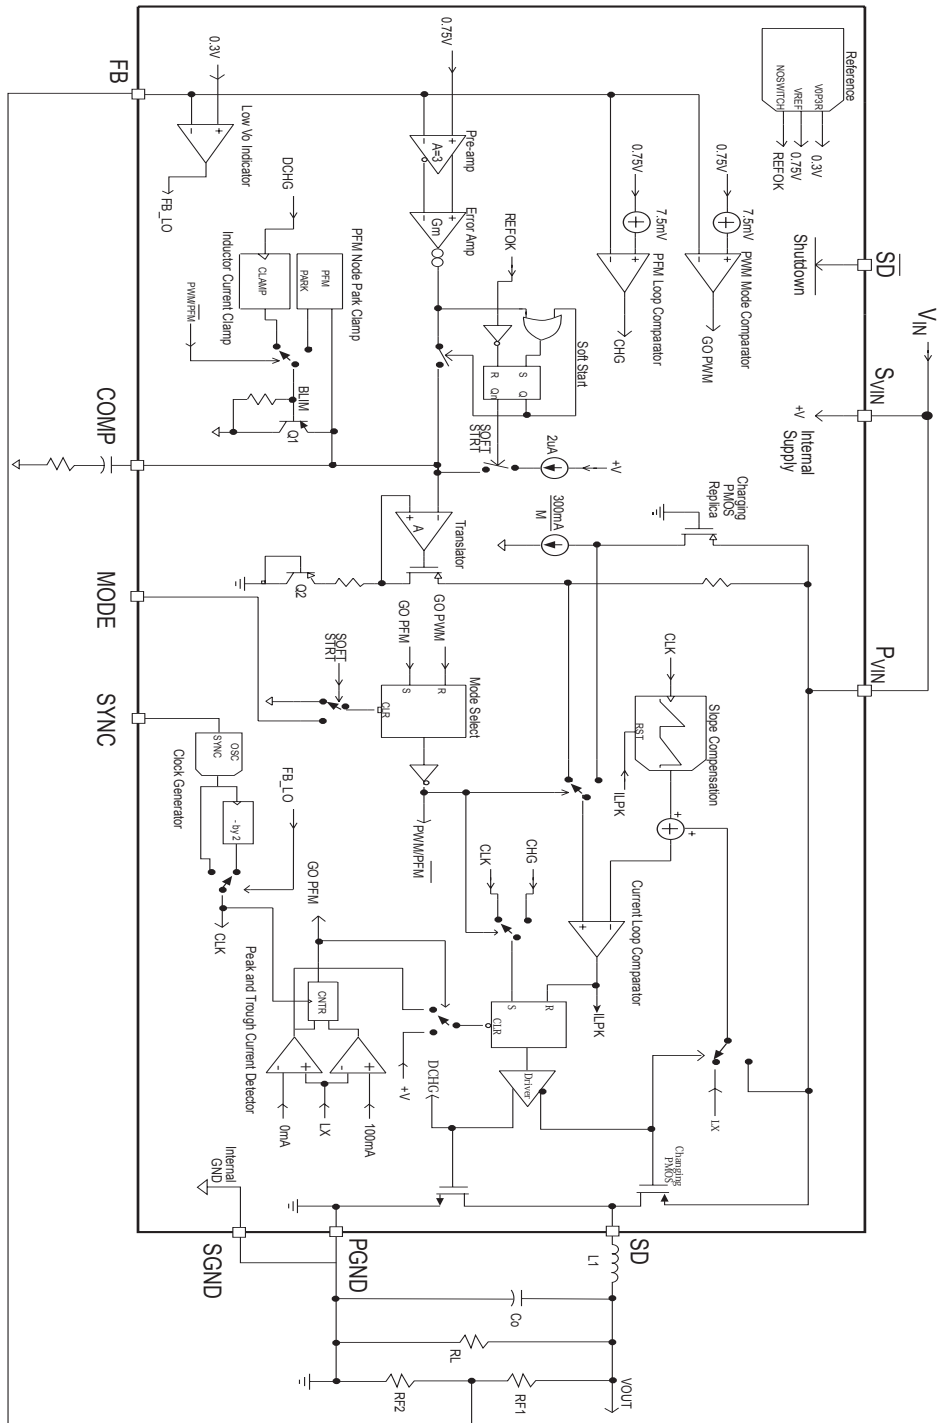 Reference
V0P3R
VREF
NOSWITCH
0.3V
0.75V
REFOK
SD
Shutdown
V
IN
S
VIN
+V
Internal
Supply
P
VIN
FB
COMP
MODE
SYNC
0.3V
+
-
Low Vo Indicator
FB_LO
0.75V
Pre-amp
-
+
A=3
Error Amp
-
+
Gm
0.75V
7.5mV
-
+
PFM Loop Comparator
CHG
0.75V
7.5mV
-
+
PWM Mode Comparator
GO PWM
DCHG
CLAMP
Inductor Current Clamp
PFM
PARK
PFM Node Park Clamp
PWM/PFM
BLIM
Q1
REFOK
Soft Start
R
S
Qn
Q
SOFT
STRT
2uA
+V
300mA
M
Charging
PMOS
Replica
Translator
+
-
A
Q2
GO PFM
GO PWM
SOFT
STRT
S
R
CLR
Mode Select
PWM/PFM
CLK
RST
Slope Compensation
ILPK
+
+
OSC
SYNC
Clock Generator
- by 2
FB_LO
CLK
GO PFM
CLK
CHG
+
-
Current Loop Comparator
ILPK
CNTR
Peak and Trough Current Detector
-
+
-
+
0mA
LX
100mA
+V
S
R
CLR
Driver
DCHG/
LX
Changing
PMOS
Internal
GND
SGND
PGND
SD
L1
Co
RL
RF2
RF1
VOUT